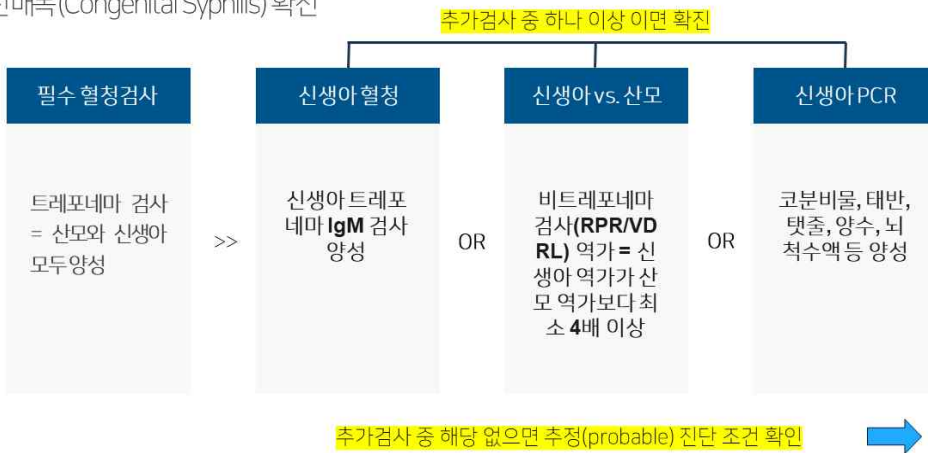 (Congenital Syphilis) 확진
추가검사 중 하나 이상 이면 확진
필수 혈청검사
신생아 혈청
신생아 vs. 산모
신생아 PCR
트레포네마 검사
= 산모와 신생아
모두 양성
>>
신생아 트레포
네마 IgM 검사
양성
OR
비트레포네마
검사(RPR/VD
RL) 역가 = 신
생아 역가가 산
모 역가보다 최
소 4배 이상
OR
코분비물, 태반,
탯줄, 양수, 뇌
척수액 등 양성
추가검사 중 해당 없으면 추정(probable) 진단 조건 확인